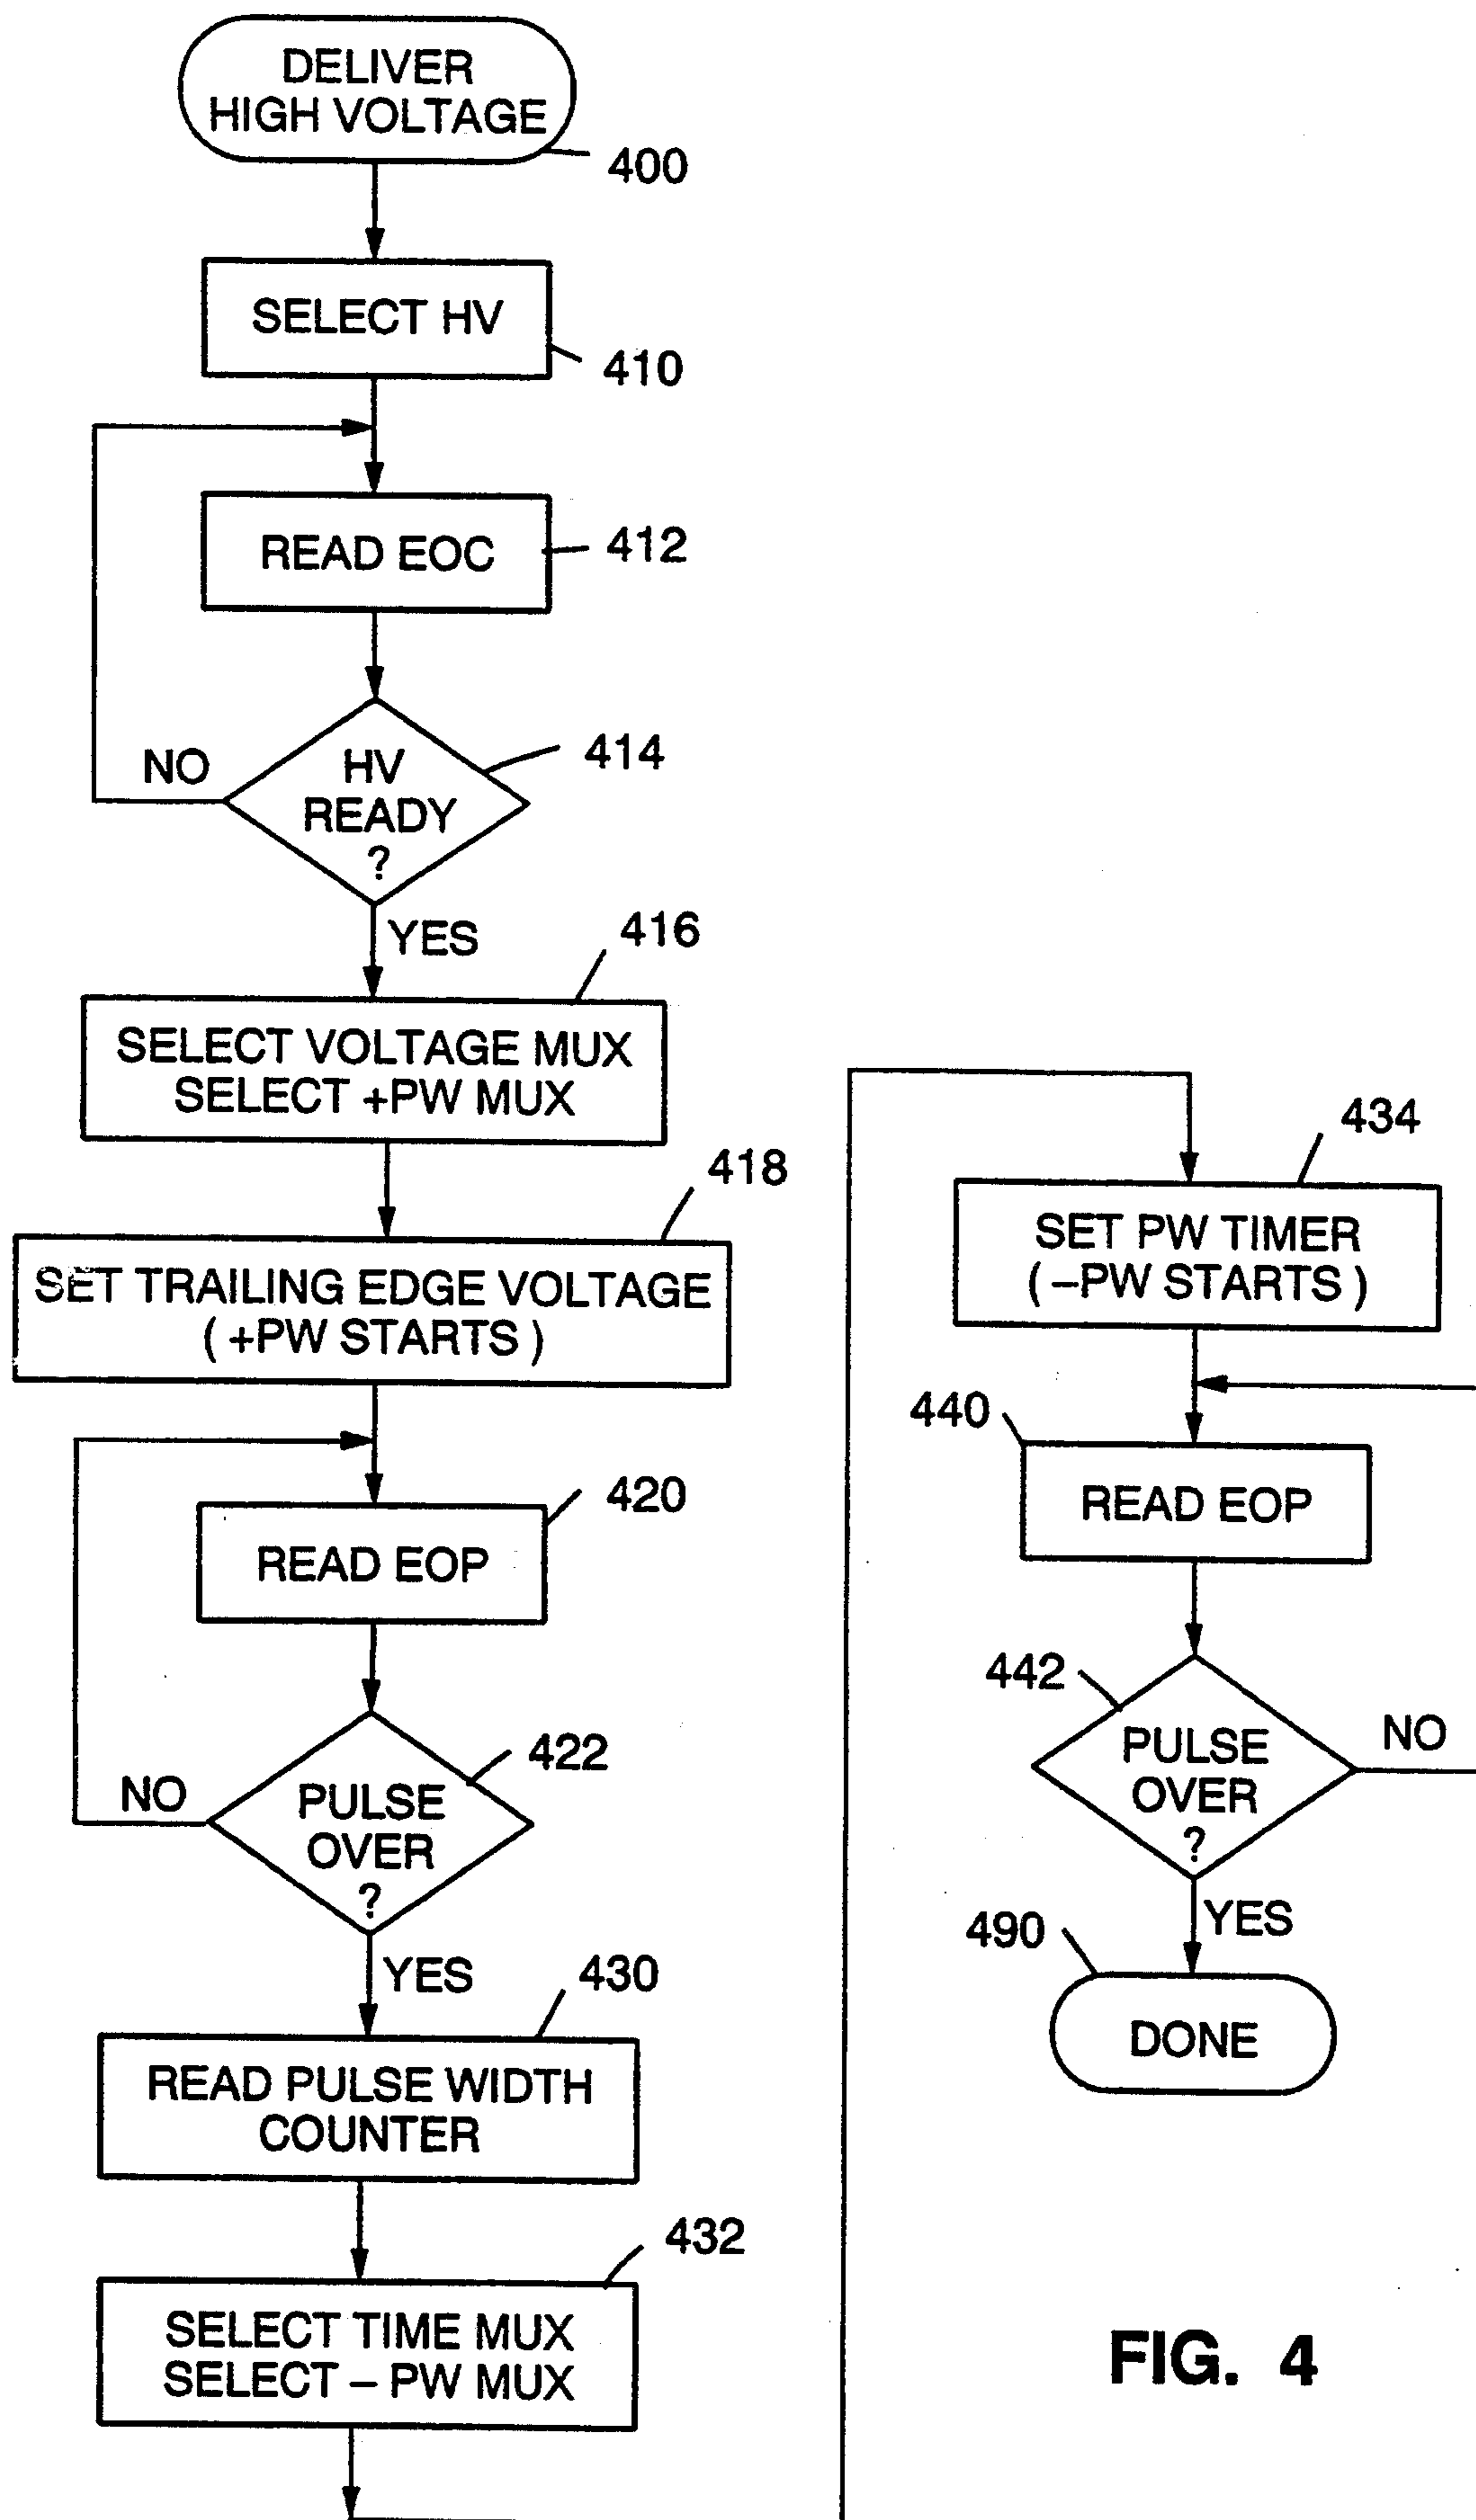 DELIVER
HIGH VOLTAGE
400
SELECT HV
410
READ EOC
412
HV
READY
?
414
NO
YES
416
SELECT VOLTAGE MUX
SELECT +PW MUX
418
SET TRAILING EDGE VOLTAGE
( +PW STARTS )
420
READ EOP
422
PULSE
OVER
?
NO
YES
430
READ PULSE WIDTH
COUNTER
432
SELECT TIME MUX
SELECT – PW MUX
434
SET PW TIMER
( –PW STARTS )
440
READ EOP
442
PULSE
OVER
?
NO
YES
490
DONE
FIG. 4